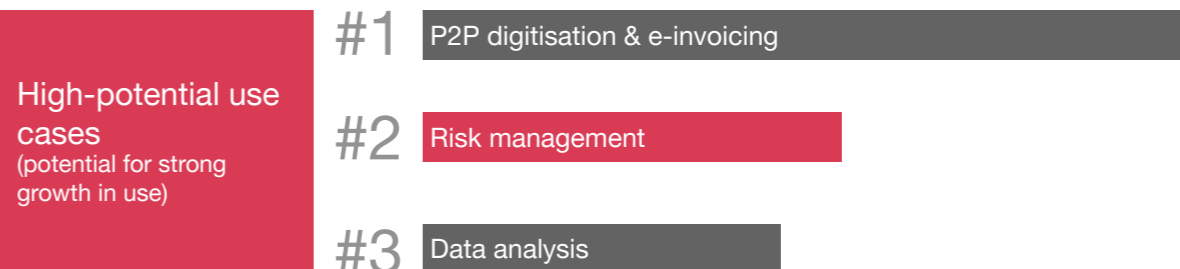 High-potential use
cases
(potential for strong
growth in use)
#1 P2P digitisation & e-invoicing
#2 Risk management
#3 Data analysis